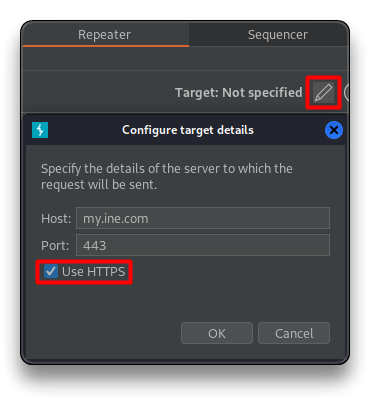 Repeater
Sequencer
Target: Not specified
Configure target details
Specify the details of the server to which the
request will be sent.
Host: my.ine.com
Port: 443
Use HTTPS
OK
Cancel